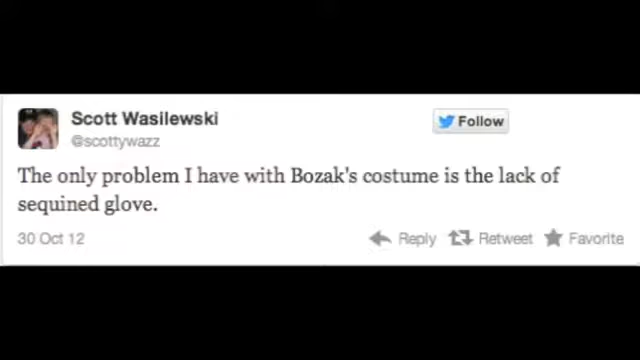 Scott Wasilewski
@scottywazz
Follow
The only problem I have with Bozak's costume is the lack of
sequined glove.
30 Oct 12
Reply Retweet Favorite